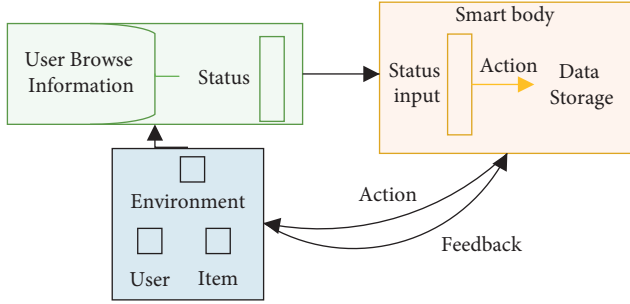 User Browse
Information
Status
Smart body
Status
input
Action
Data
Storage
Environment
User
Item
Action
Feedback